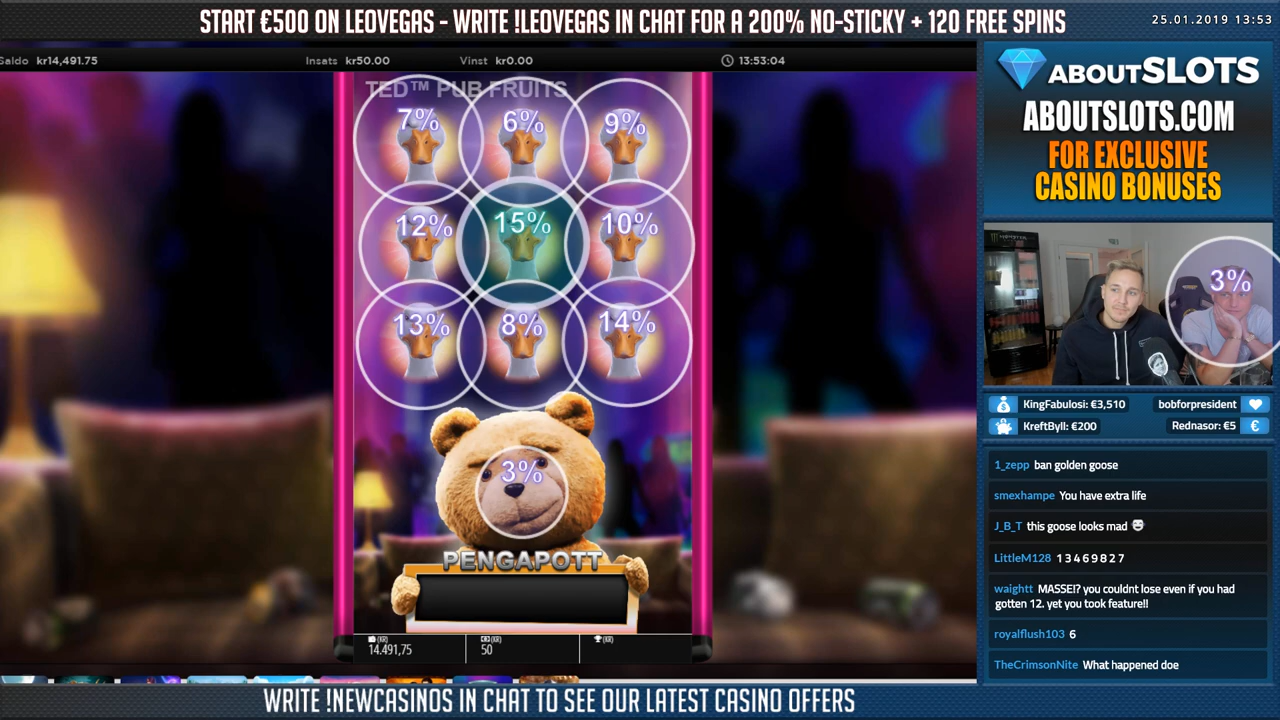 START €500 ON LEOVEGAS - WRITE !LEOVEGAS IN CHAT FOR A 200% NO-STICKY + 120 FREE SPINS
25.01.2019 13:53
Saldo kr14,491.75 Insats kr50.00 Vinst kr0.00 13:53:04
TED™ PUB FRUITS
7% 6% 9%
12% 15% 10%
13% 8% 14%
3%
PENGAPOTT
(KR) (KR) (KR)
14.491,75 50
ABOUTSLOTS
ABOUTSLOTS.COM
FOR EXCLUSIVE
CASINO BONUSES
MONSTER
3%
KingFabulosi: €3,510 bobforpresident
KreftByll: €200 Rednasor: €5 €
1_zepp ban golden goose
smexhampe You have extra life
J_B_T this goose looks mad
LittleM128 1 3 4 6 9 8 2 7
waightt MASSE!? you couldnt lose even if you had
gotten 12. yet you took feature!!
royalflush103 6
TheCrimsonNite What happened doe
WRITE !NEWCASINOS IN CHAT TO SEE OUR LATEST CASINO OFFERS